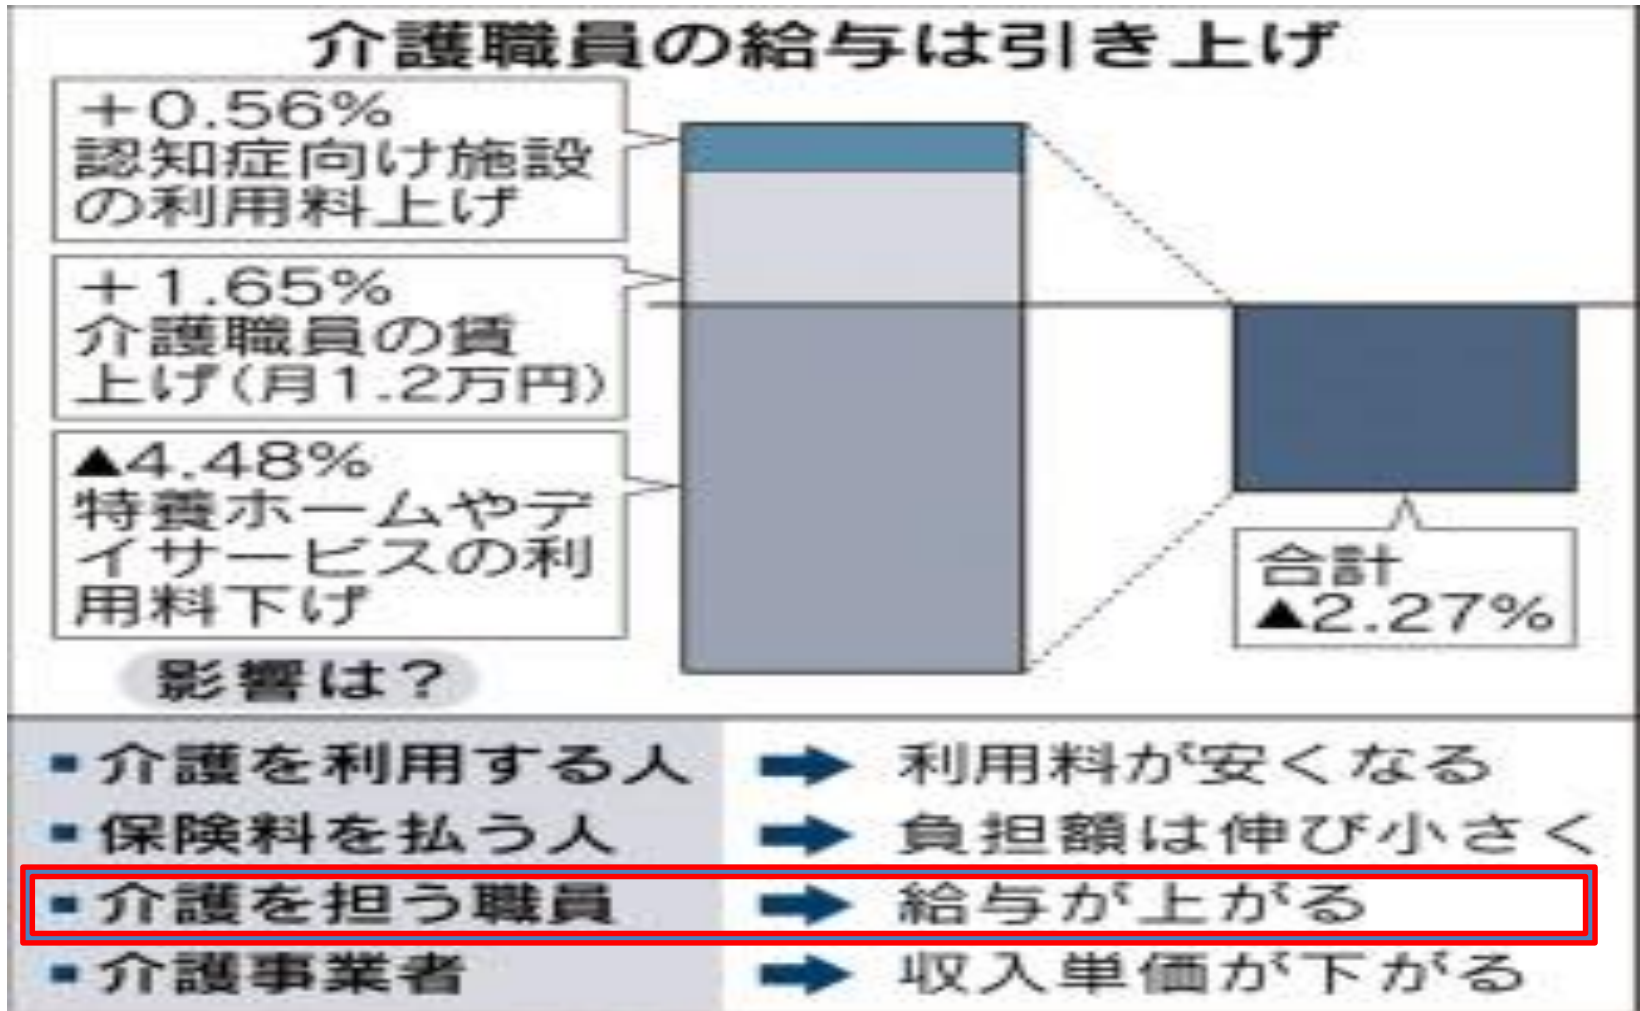 介護職員の給与は引き上げ
＋0.56%
認知症向け施設
の利用料上げ
＋1.65%
介護職員の賃
上げ(月1.2万円)
▲4.48%
特養ホームやデ
イサービスの利
用料下げ
合計
▲2.27%
影響は?
▪介護を利用する人 ➡ 利用料が安くなる
▪保険料を払う人 ➡ 負担額は伸び小さく
▪介護を担う職員 ➡ 給与が上がる
▪介護事業者 ➡ 収入単価が下がる